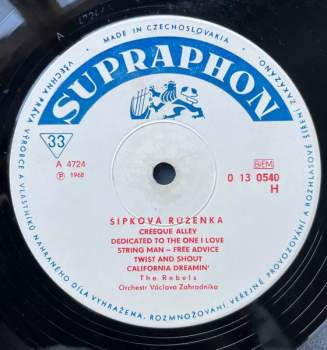 MADE IN CZECHOSLOVAKIA
SUPRAPHON
33
A 4724
℗ 1968
BEM
0 13 0540
H
ŠÍPKOVÁ RŮŽENKA
CREEQUE ALLEY
DEDICATED TO THE ONE I LOVE
STRING MAN – FREE ADVICE
TWIST AND SHOUT
CALIFORNIA DREAMIN'
The Rebels
Orchestr Václava Zahradníka
VŠECHNA PRÁVA VÝROBCE A VLASTNÍKŮ NAHRANÉHO DÍLA VYHRAZENA. ROZMNOŽOVÁNÍ, VEŘEJNÉ PROVOZOVÁNÍ A ROZHLASOVÉ ŠÍŘENÍ ZAKÁZÁNO.